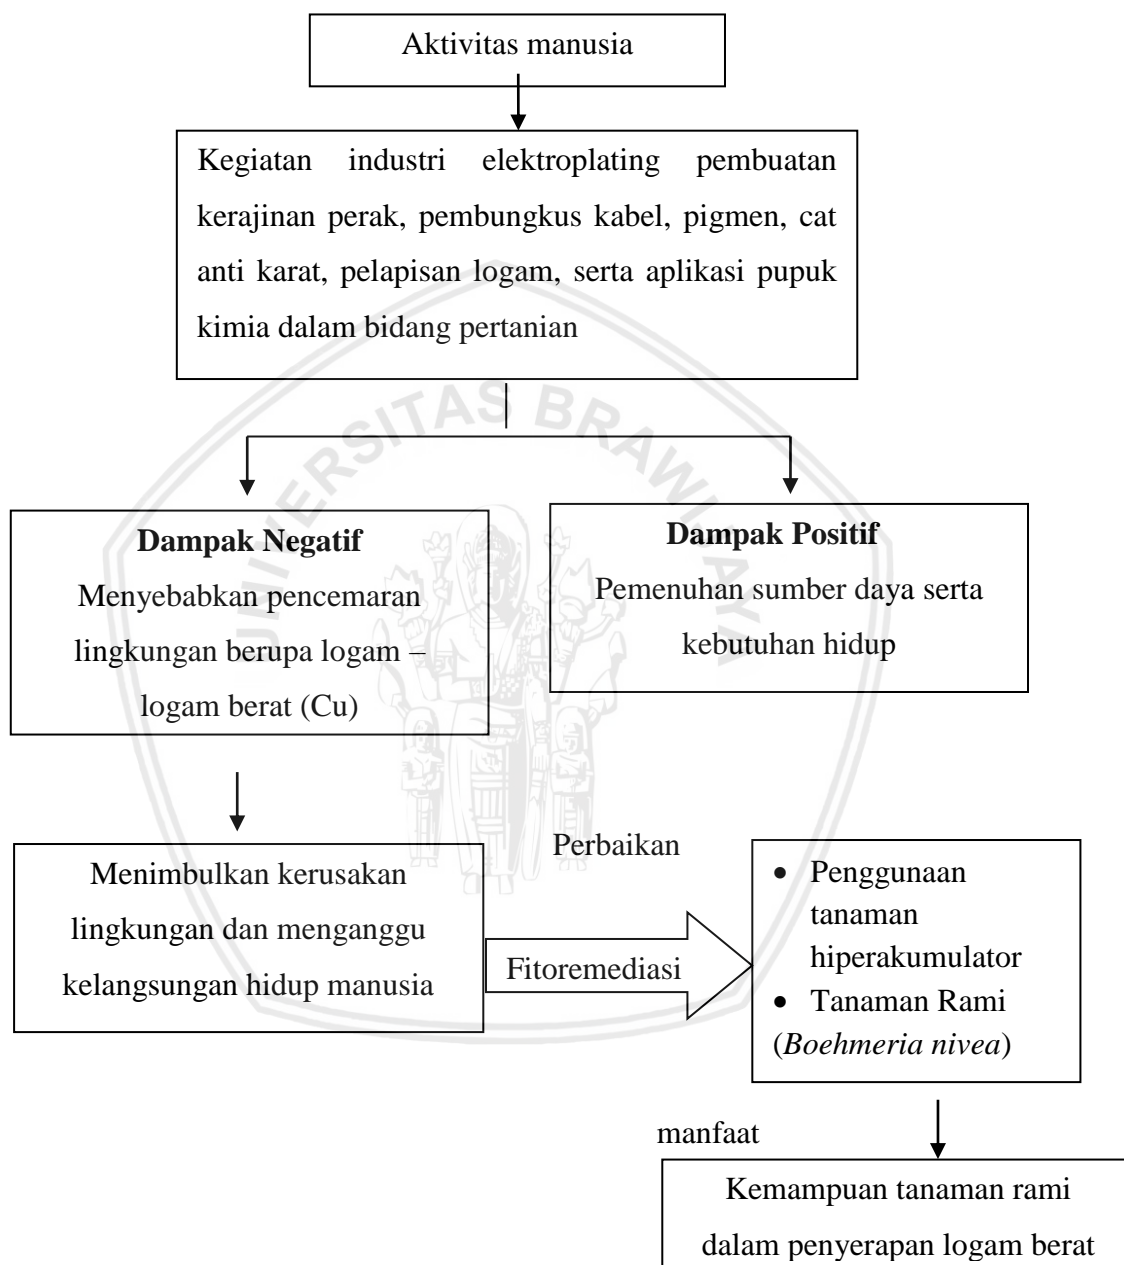 Aktivitas manusia
Kegiatan industri elektroplating pembuatan
kerajinan perak, pembungkus kabel, pigmen, cat
anti karat, pelapisan logam, serta aplikasi pupuk
kimia dalam bidang pertanian
UNIVERSITAS BRAWIJAYA
Dampak Negatif
Menyebabkan pencemaran
lingkungan berupa logam –
logam berat (Cu)
Dampak Positif
Pemenuhan sumber daya serta
kebutuhan hidup
Menimbulkan kerusakan
lingkungan dan menganggu
kelangsungan hidup manusia
Perbaikan
Fitoremediasi
• Penggunaan
tanaman
hiperakumulator
• Tanaman Rami
(Boehmeria nivea)
manfaat
Kemampuan tanaman rami
dalam penyerapan logam berat